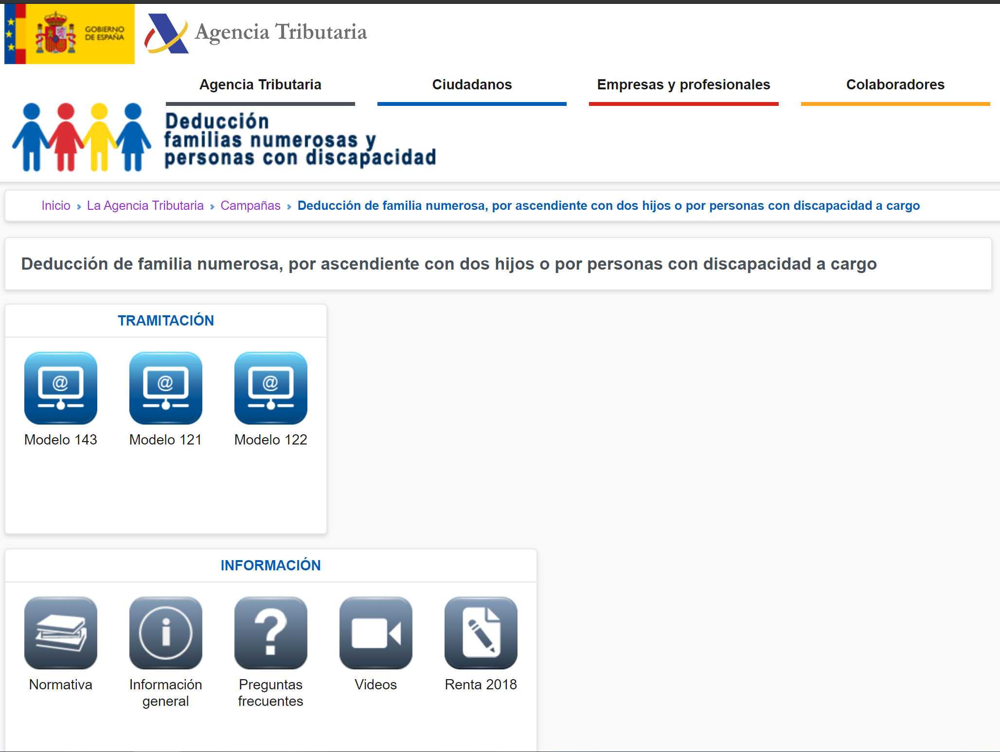 GOBIERNO
DE ESPAÑA
Agencia Tributaria
Agencia Tributaria
Ciudadanos
Empresas y profesionales
Colaboradores
Deducción
familias numerosas y
personas con discapacidad
Inicio › La Agencia Tributaria › Campañas › Deducción de familia numerosa, por ascendiente con dos hijos o por personas con discapacidad a cargo
Deducción de familia numerosa, por ascendiente con dos hijos o por personas con discapacidad a cargo
TRAMITACIÓN
@
@
@
Modelo 143
Modelo 121
Modelo 122
INFORMACIÓN
i
?
Normativa
Información
general
Preguntas
frecuentes
Videos
Renta 2018